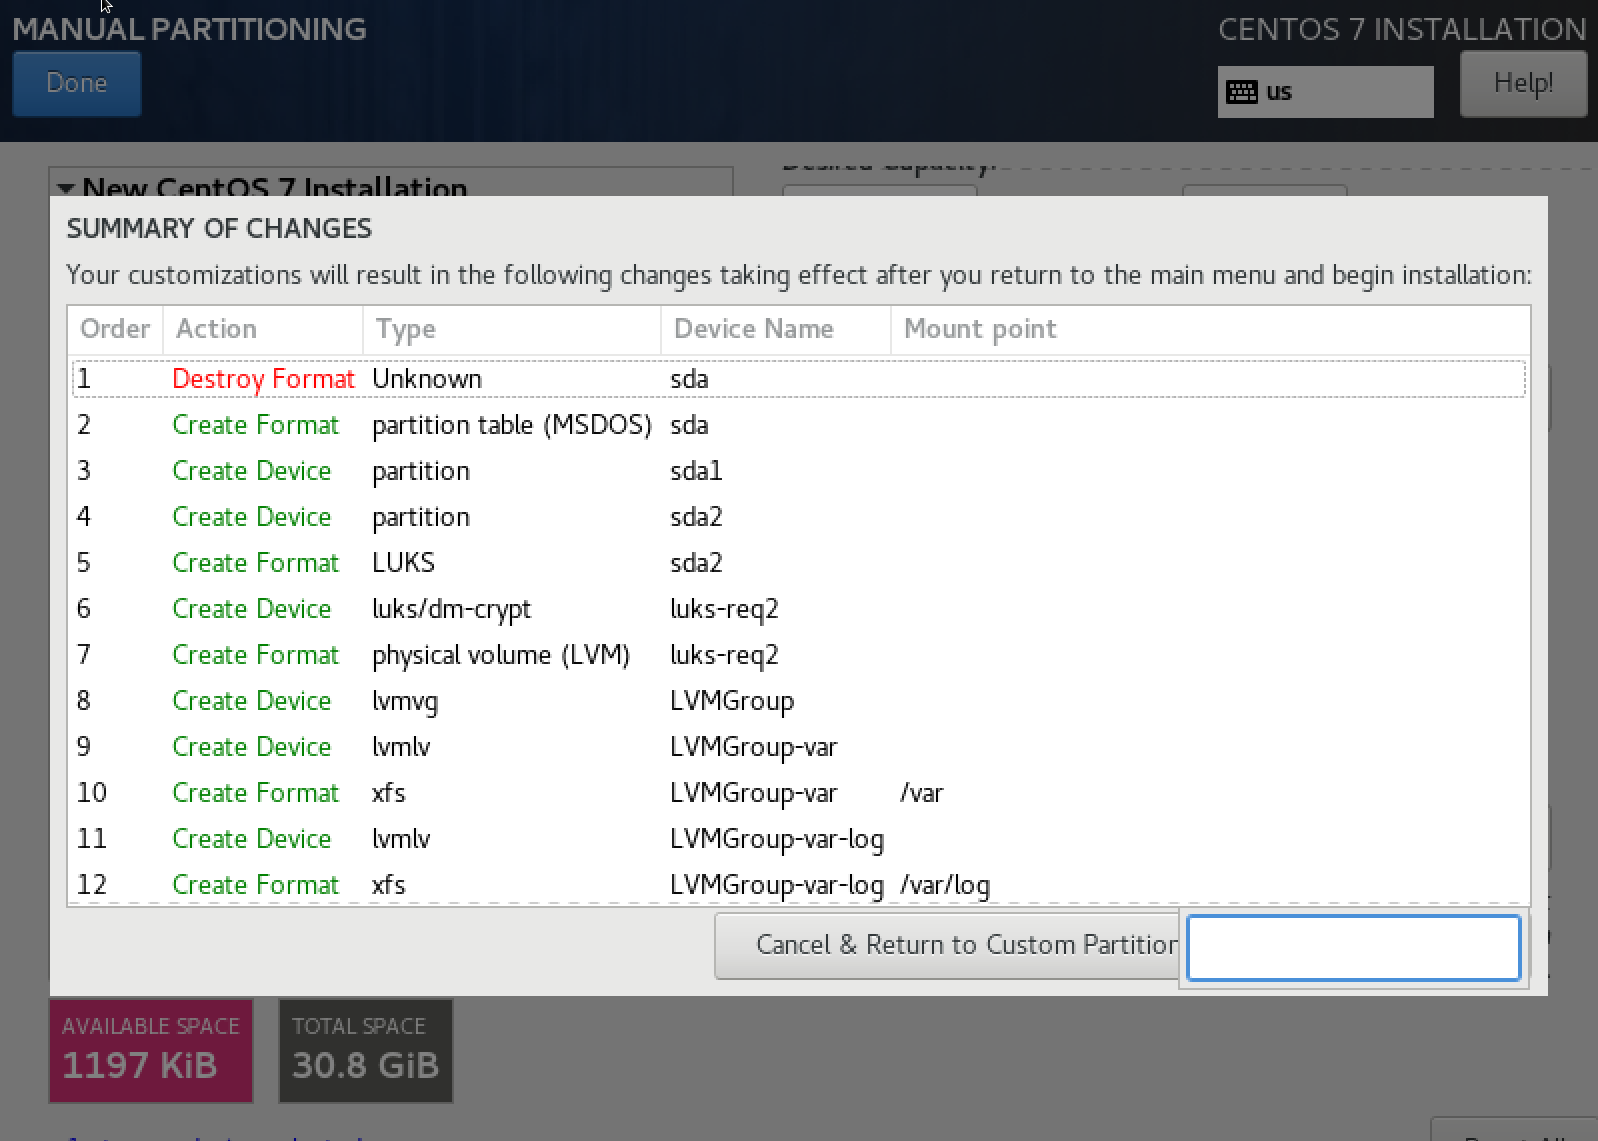 MANUAL PARTITIONING
CENTOS 7 INSTALLATION
Done
us
Help!
Desired Capacity:
New CentOS 7 Installation
SUMMARY OF CHANGES
Your customizations will result in the following changes taking effect after you return to the main menu and begin installation:
Order Action Type Device Name Mount point
1 Destroy Format Unknown sda
2 Create Format partition table (MSDOS) sda
3 Create Device partition sda1
4 Create Device partition sda2
5 Create Format LUKS sda2
6 Create Device luks/dm-crypt luks-req2
7 Create Format physical volume (LVM) luks-req2
8 Create Device lvmvg LVMGroup
9 Create Device lvmlv LVMGroup-var
10 Create Format xfs LVMGroup-var /var
11 Create Device lvmlv LVMGroup-var-log
12 Create Format xfs LVMGroup-var-log /var/log
Cancel & Return to Custom Partition
AVAILABLE SPACE
1197 KiB
TOTAL SPACE
30.8 GiB